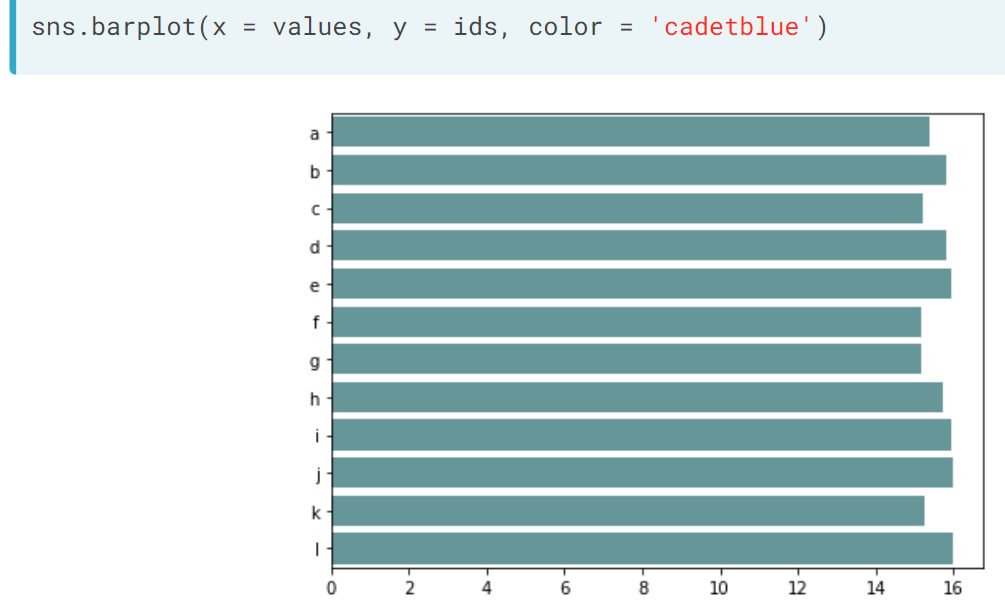 sns.barplot(x = values, y = ids, color = 'cadetblue')
a
b
c
d
e
f
g
h
i
j
k
l
0 2 4 6 8 10 12 14 16